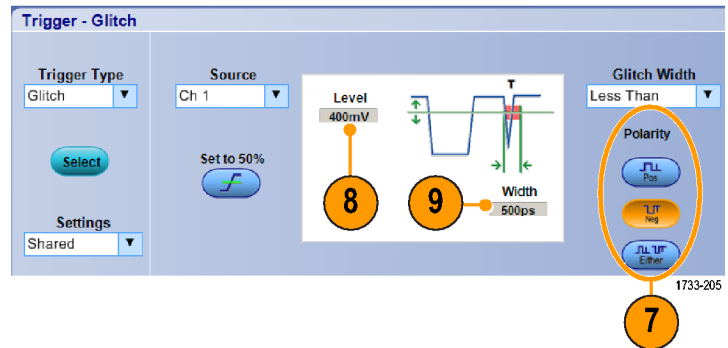 Trigger - Glitch
Trigger Type
Glitch
Select
Settings
Shared
Source
Ch 1
Set to 50%
Level
400mV
8
T
9
Width
500ps
Glitch Width
Less Than
Polarity
Pos
Neg
Either
1733-205
7